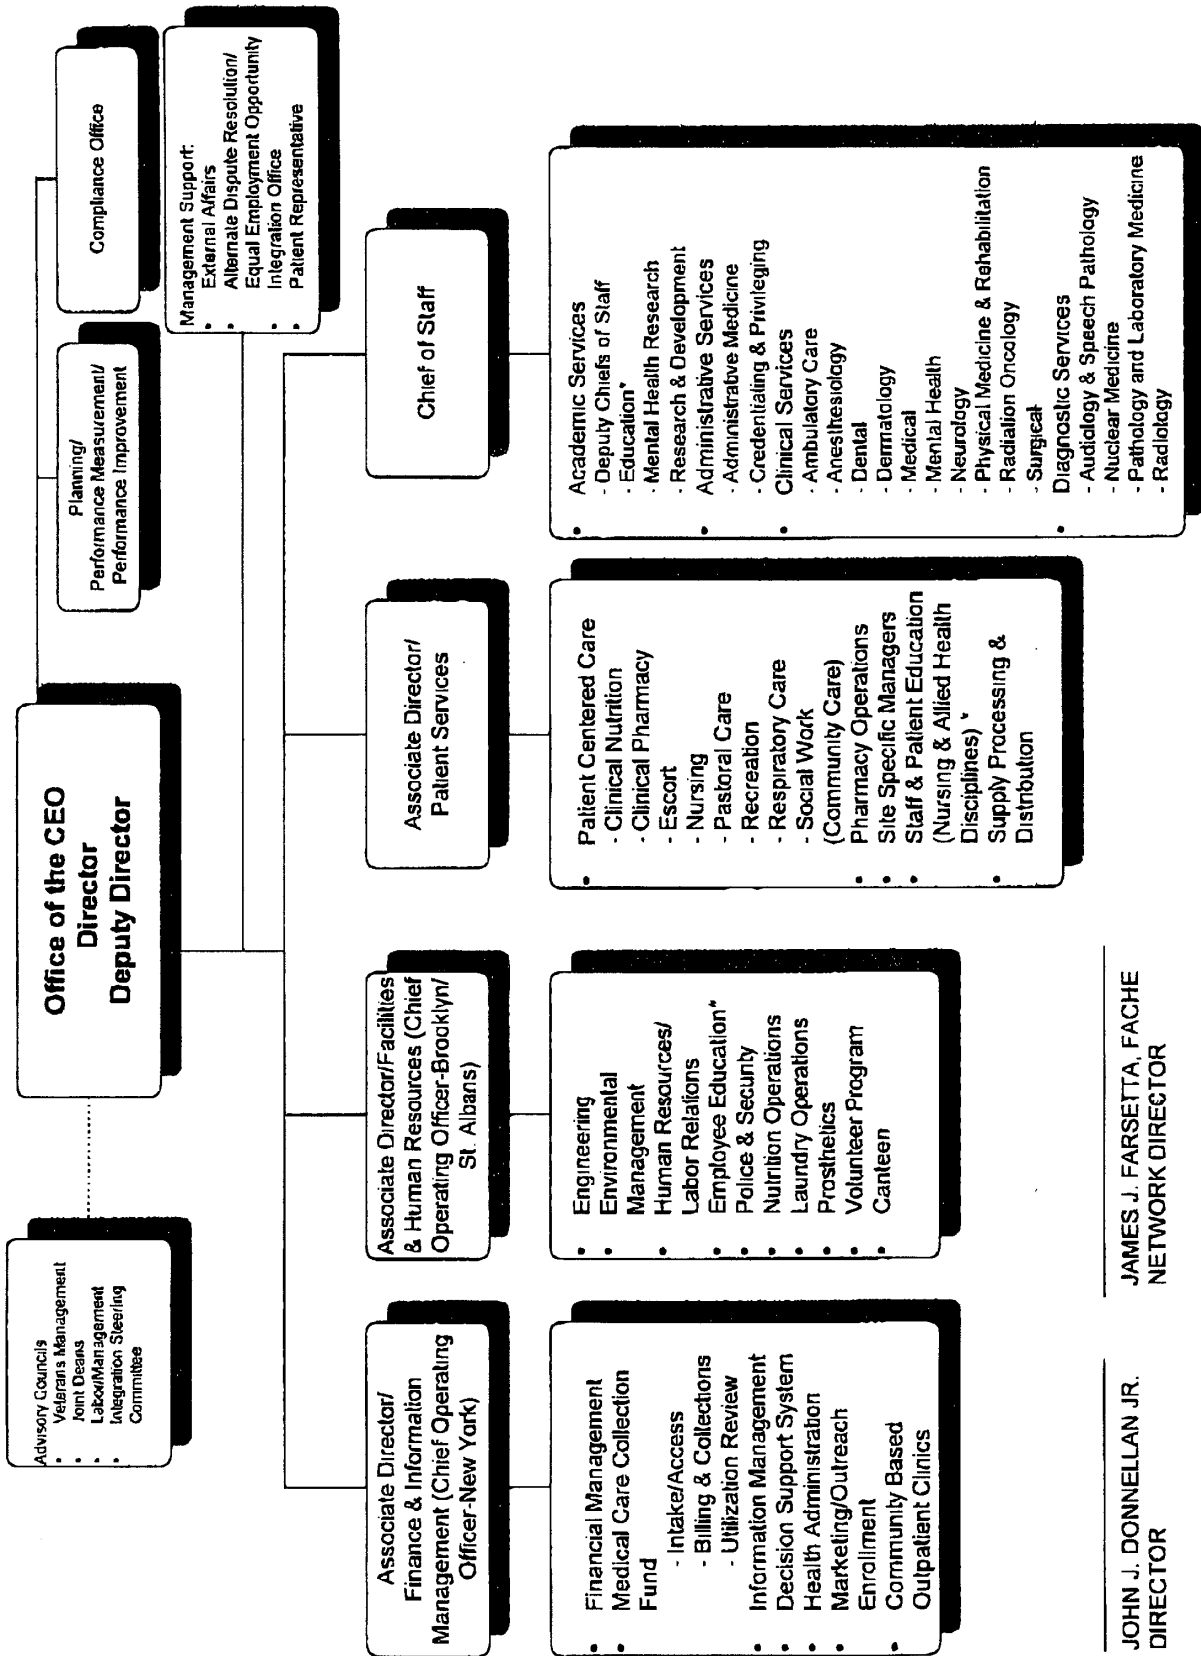 Office of the CEO
Director
Deputy Director
Advisory Councils
• Veterans Management
• Joint Deans
• Labor/Management
• Integration Steering
Committee
Planning/
Performance Measurement/
Performance Improvement
Compliance Office
Management Support:
• External Affairs
• Alternate Dispute Resolution/
Equal Employment Opportunity
• Integration Office
• Patient Representative
Associate Director/
Finance & Information
Management (Chief Operating
Officer-New York)
• Financial Management
• Medical Care Collection
Fund
- Intake/Access
- Billing & Collections
- Utilization Review
• Information Management
• Decision Support System
• Health Administration
• Marketing/Outreach
Enrollment
• Community Based
Outpatient Clinics
Associate Director/Facilities
& Human Resources (Chief
Operating Officer-Brooklyn/
St. Albans)
• Engineering
• Environmental
Management
• Human Resources/
Labor Relations
• Employee Education*
• Police & Security
• Nutrition Operations
• Laundry Operations
• Prosthetics
• Volunteer Program
• Canteen
Associate Director/
Patient Services
• Patient Centered Care
- Clinical Nutrition
- Clinical Pharmacy
- Escort
- Nursing
- Pastoral Care
- Recreation
- Respiratory Care
- Social Work
(Community Care)
• Pharmacy Operations
• Site Specific Managers
• Staff & Patient Education
(Nursing & Allied Health
Disciplines) *
• Supply Processing &
Distribution
Chief of Staff
• Academic Services
- Deputy Chiefs of Staff
- Education*
- Mental Health Research
- Research & Development
• Administrative Services
- Administrative Medicine
- Credentialing & Privileging
• Clinical Services
- Ambulatory Care
- Anesthesiology
- Dental
- Dermatology
- Medical
- Mental Health
- Neurology
- Physical Medicine & Rehabilitation
- Radiation Oncology
- Surgical
• Diagnostic Services
- Audiology & Speech Pathology
- Nuclear Medicine
- Pathology and Laboratory Medicine
- Radiology
JOHN J. DONNELLAN JR.
DIRECTOR
JAMES J. FARSETTA, FACHE
NETWORK DIRECTOR